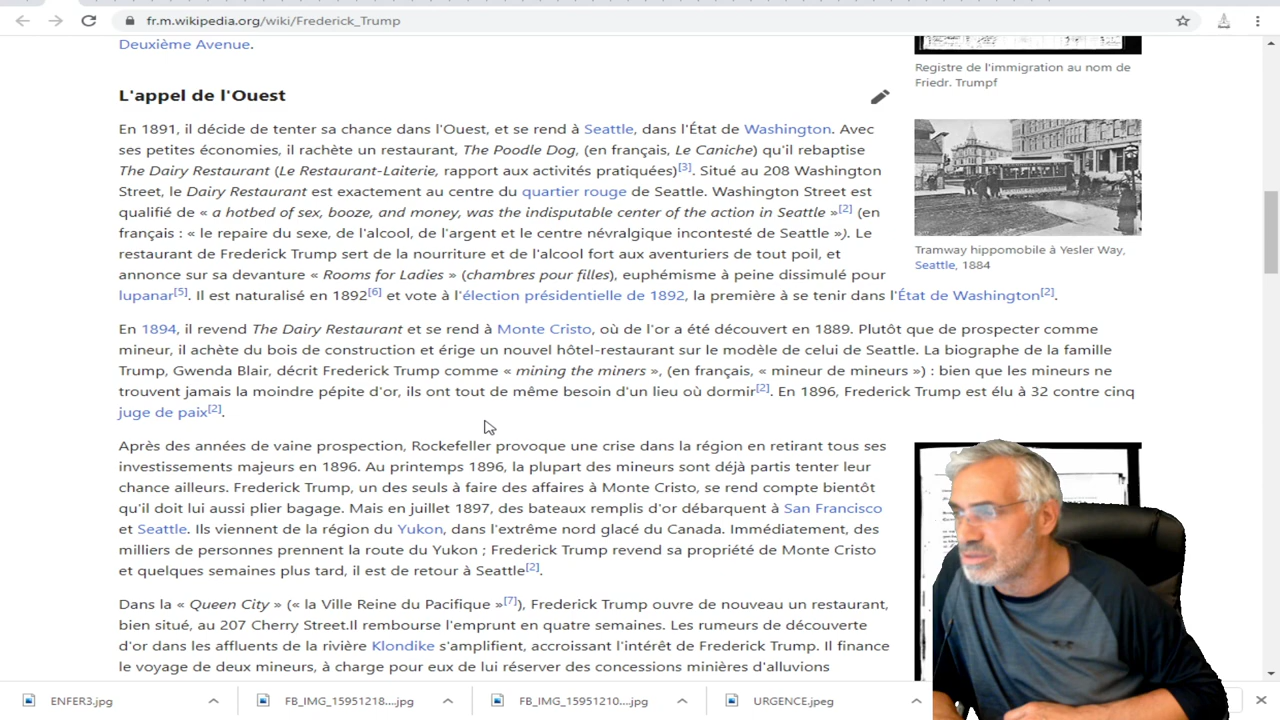 fr.m.wikipedia.org/wiki/Frederick_Trump
Deuxième Avenue.
Registre de l'immigration au nom de
Friedr. Trumpf
L'appel de l'Ouest
En 1891, il décide de tenter sa chance dans l'Ouest, et se rend à Seattle, dans l'État de Washington. Avec
ses petites économies, il rachète un restaurant, The Poodle Dog, (en français, Le Caniche) qu'il rebaptise
The Dairy Restaurant (Le Restaurant-Laiterie, rapport aux activités pratiquées)[3]. Situé au 208 Washington
Street, le Dairy Restaurant est exactement au centre du quartier rouge de Seattle. Washington Street est
qualifié de « a hotbed of sex, booze, and money, was the indisputable center of the action in Seattle »[2] (en
français : « le repaire du sexe, de l'alcool, de l'argent et le centre névralgique incontesté de Seattle »). Le
restaurant de Frederick Trump sert de la nourriture et de l'alcool fort aux aventuriers de tout poil, et
annonce sur sa devanture « Rooms for Ladies » (chambres pour filles), euphémisme à peine dissimulé pour
lupanar[5]. Il est naturalisé en 1892[6] et vote à l'élection présidentielle de 1892, la première à se tenir dans l'État de Washington[2].
Tramway hippomobile à Yesler Way,
Seattle, 1884
En 1894, il revend The Dairy Restaurant et se rend à Monte Cristo, où de l'or a été découvert en 1889. Plutôt que de prospecter comme
mineur, il achète du bois de construction et érige un nouvel hôtel-restaurant sur le modèle de celui de Seattle. La biographe de la famille
Trump, Gwenda Blair, décrit Frederick Trump comme « mining the miners », (en français, « mineur de mineurs ») : bien que les mineurs ne
trouvent jamais la moindre pépite d'or, ils ont tout de même besoin d'un lieu où dormir[2]. En 1896, Frederick Trump est élu à 32 contre cinq
juge de paix[2].
Après des années de vaine prospection, Rockefeller provoque une crise dans la région en retirant tous ses
investissements majeurs en 1896. Au printemps 1896, la plupart des mineurs sont déjà partis tenter leur
chance ailleurs. Frederick Trump, un des seuls à faire des affaires à Monte Cristo, se rend compte bientôt
qu'il doit lui aussi plier bagage. Mais en juillet 1897, des bateaux remplis d'or débarquent à San Francisco
et Seattle. Ils viennent de la région du Yukon, dans l'extrême nord glacé du Canada. Immédiatement, des
milliers de personnes prennent la route du Yukon ; Frederick Trump revend sa propriété de Monte Cristo
et quelques semaines plus tard, il est de retour à Seattle[2].
Dans la « Queen City » (« la Ville Reine du Pacifique »[7]), Frederick Trump ouvre de nouveau un restaurant,
bien situé, au 207 Cherry Street.Il rembourse l'emprunt en quatre semaines. Les rumeurs de découverte
d'or dans les affluents de la rivière Klondike s'amplifient, accroissant l'intérêt de Frederick Trump. Il finance
le voyage de deux mineurs, à charge pour eux de lui réserver des concessions minières d'alluvions
ENFER3.jpg
FB_IMG_15951218....jpg
FB_IMG_15951210....jpg
URGENCE.jpeg